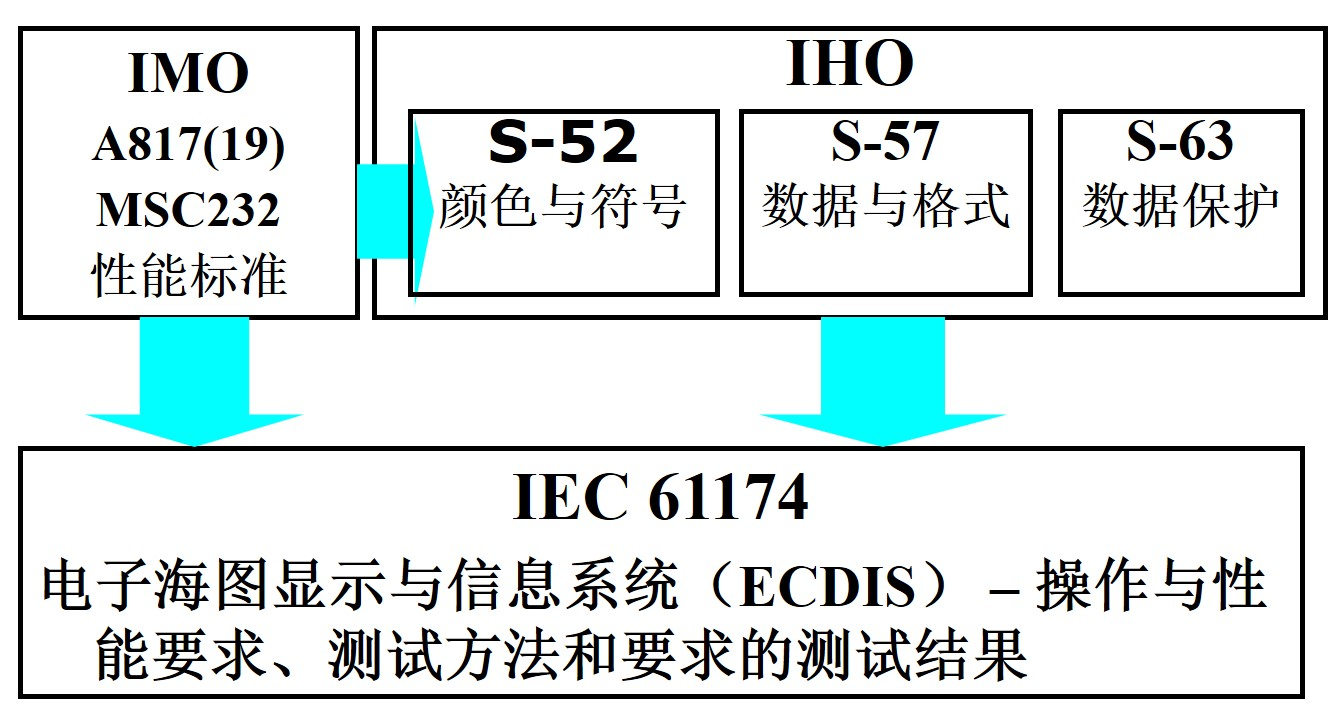 IMO
A817(19)
MSC232
性能标准
IHO
S-52
颜色与符号
S-57
数据与格式
S-63
数据保护
IEC 61174
电子海图显示与信息系统（ECDIS） – 操作与性
能要求、测试方法和要求的测试结果